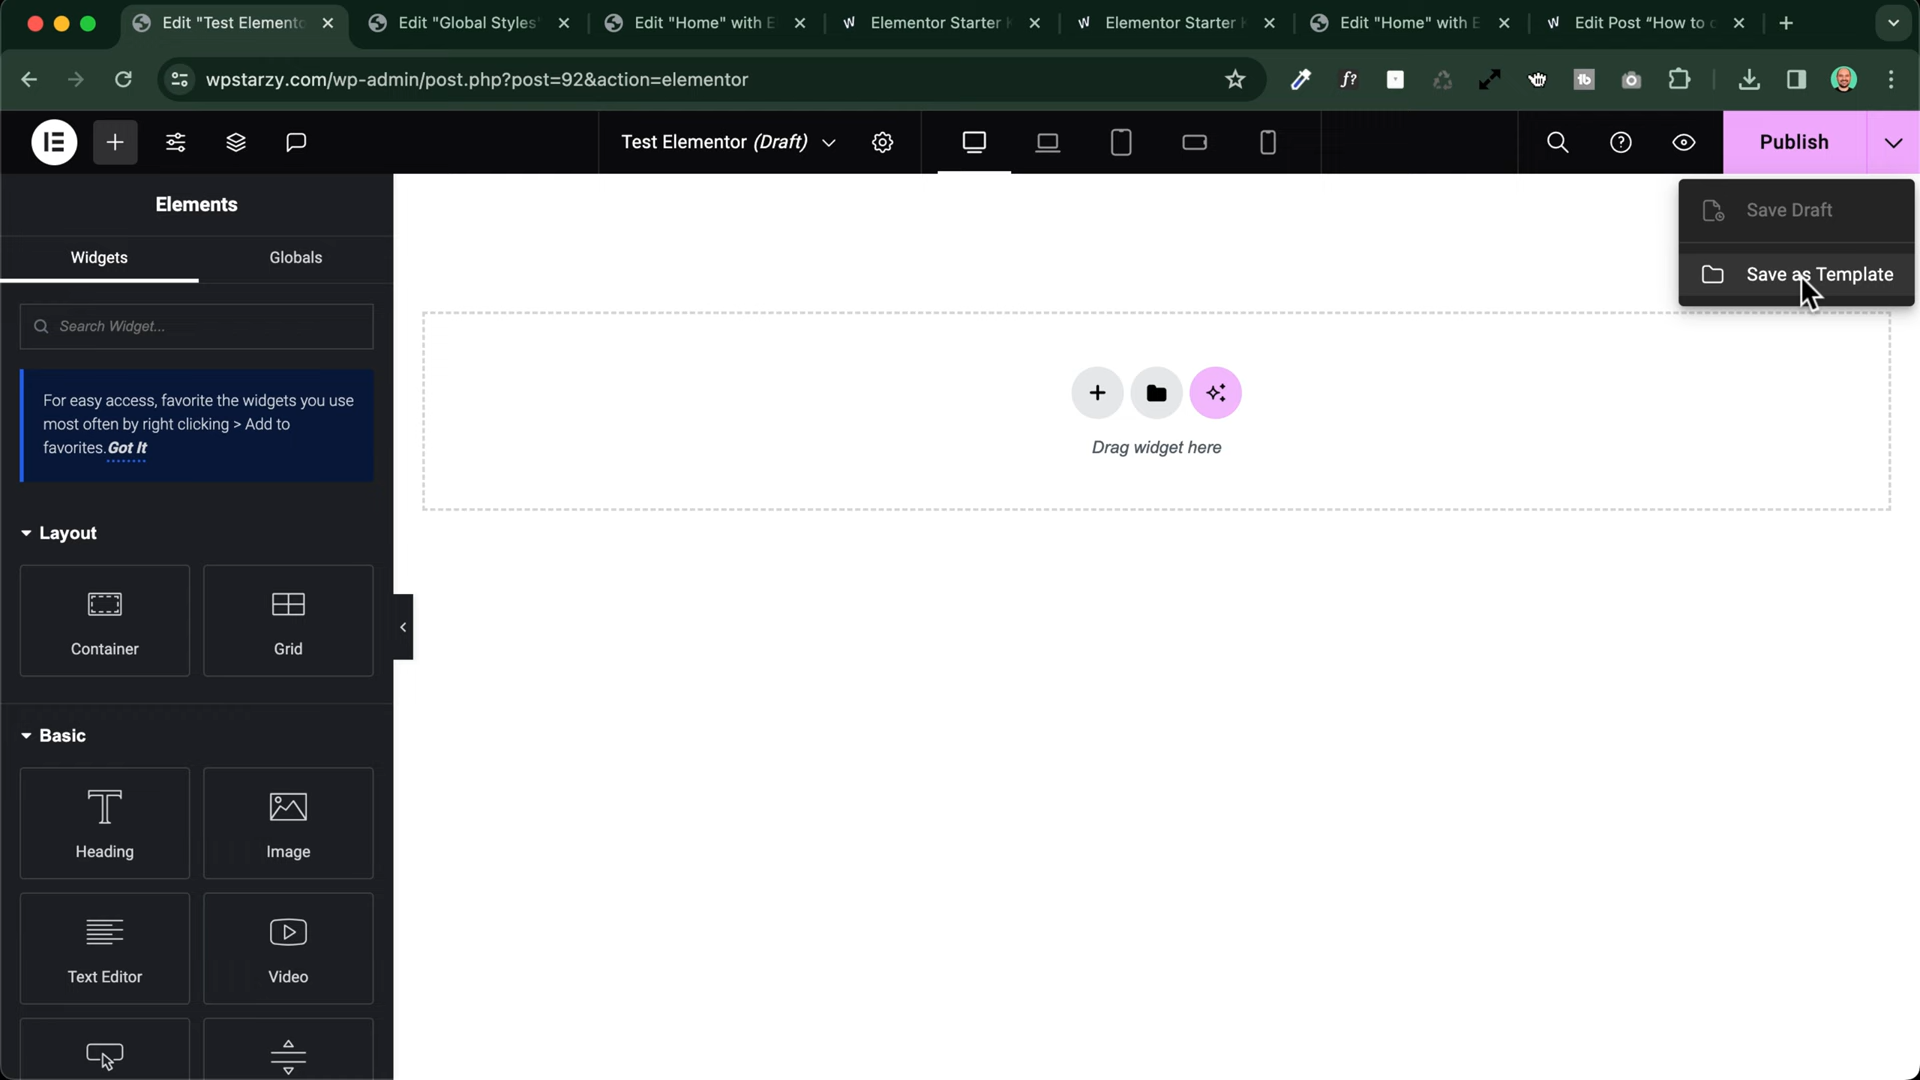 Edit "Test Elemento
Edit "Global Styles"
Edit "Home" with E
Elementor Starter K
Elementor Starter K
Edit "Home" with E
Edit Post “How to c
wpstarzy.com/wp-admin/post.php?post=92&action=elementor
f?
tb
Test Elementor (Draft)
Publish
Elements
Save Draft
Widgets
Globals
Save as Template
Search Widget...
For easy access, favorite the widgets you use
most often by right clicking > Add to
favorites. Got It
Drag widget here
Layout
Container
Grid
Basic
Heading
Image
Text Editor
Video